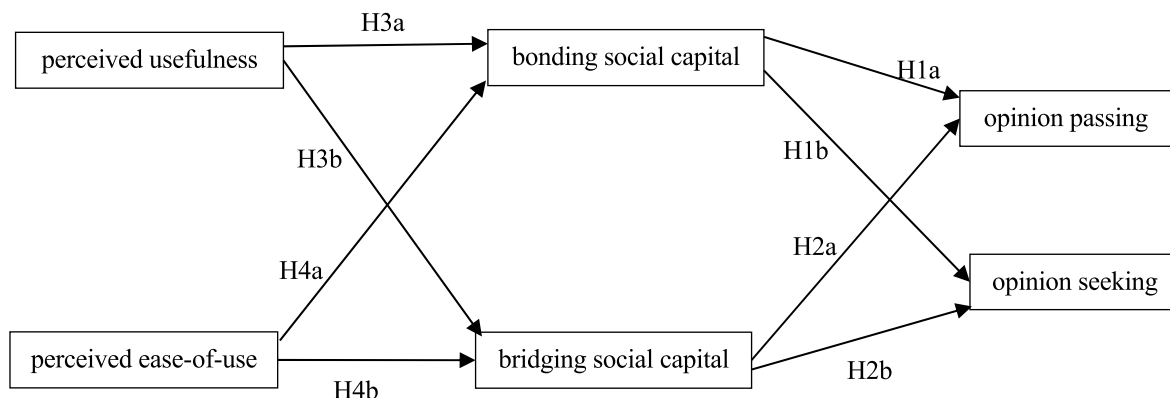 H3a
perceived usefulness
bonding social capital
H1a
opinion passing
H3b
H1b
H4a
H2a
opinion seeking
perceived ease-of-use
bridging social capital
H4b
H2b